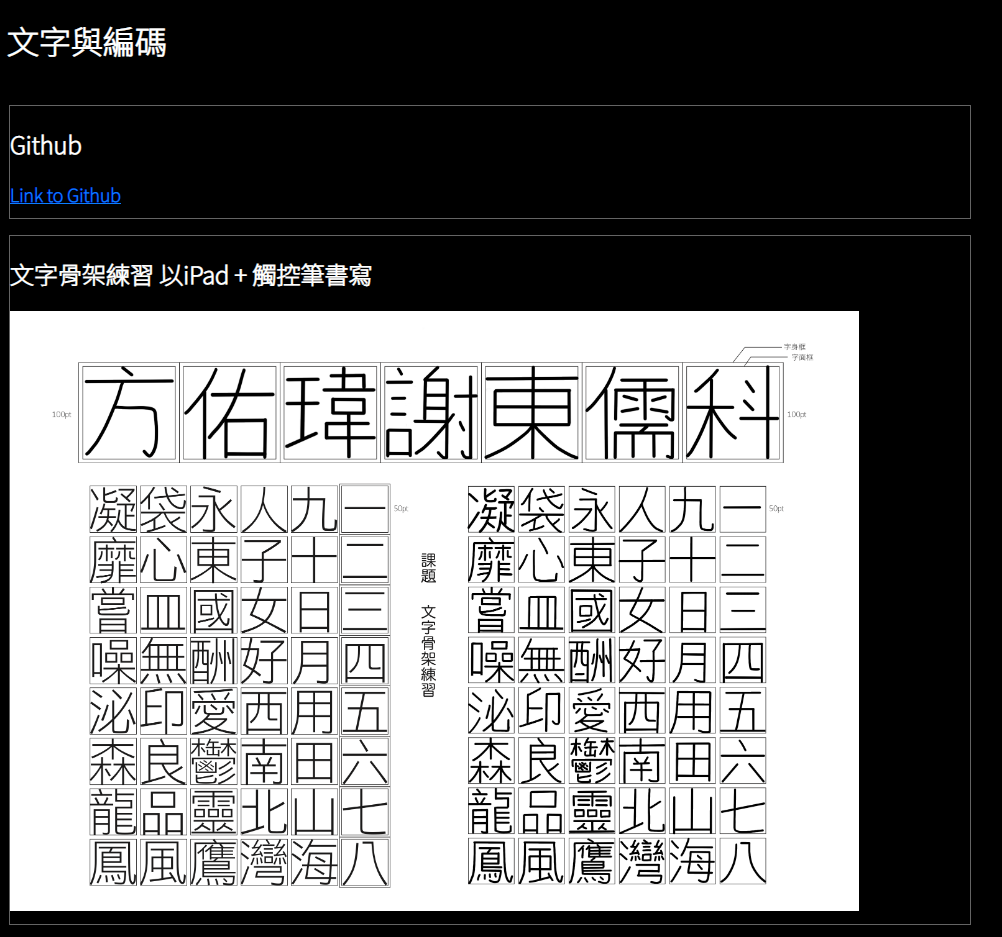 文字與編碼
Github
Link to Github
文字骨架練習 以iPad + 觸控筆書寫
字身框
字面框
100pt
方佑瑋謝東儒科
100pt
凝袋永人九一
靡心東子十二
嘗皿國女日三
噪無酬好月四
泌印愛西用五
森良鬱南田六
龍品靈北山七
鳳風鷹灣海八
50pt
課題 文字骨架練習
凝袋永人九一
靡心東子十二
嘗皿國女日三
噪無酬好月四
泌印愛西用五
森良鬱南田六
龍品靈北山七
鳳風鷹灣海八
50pt